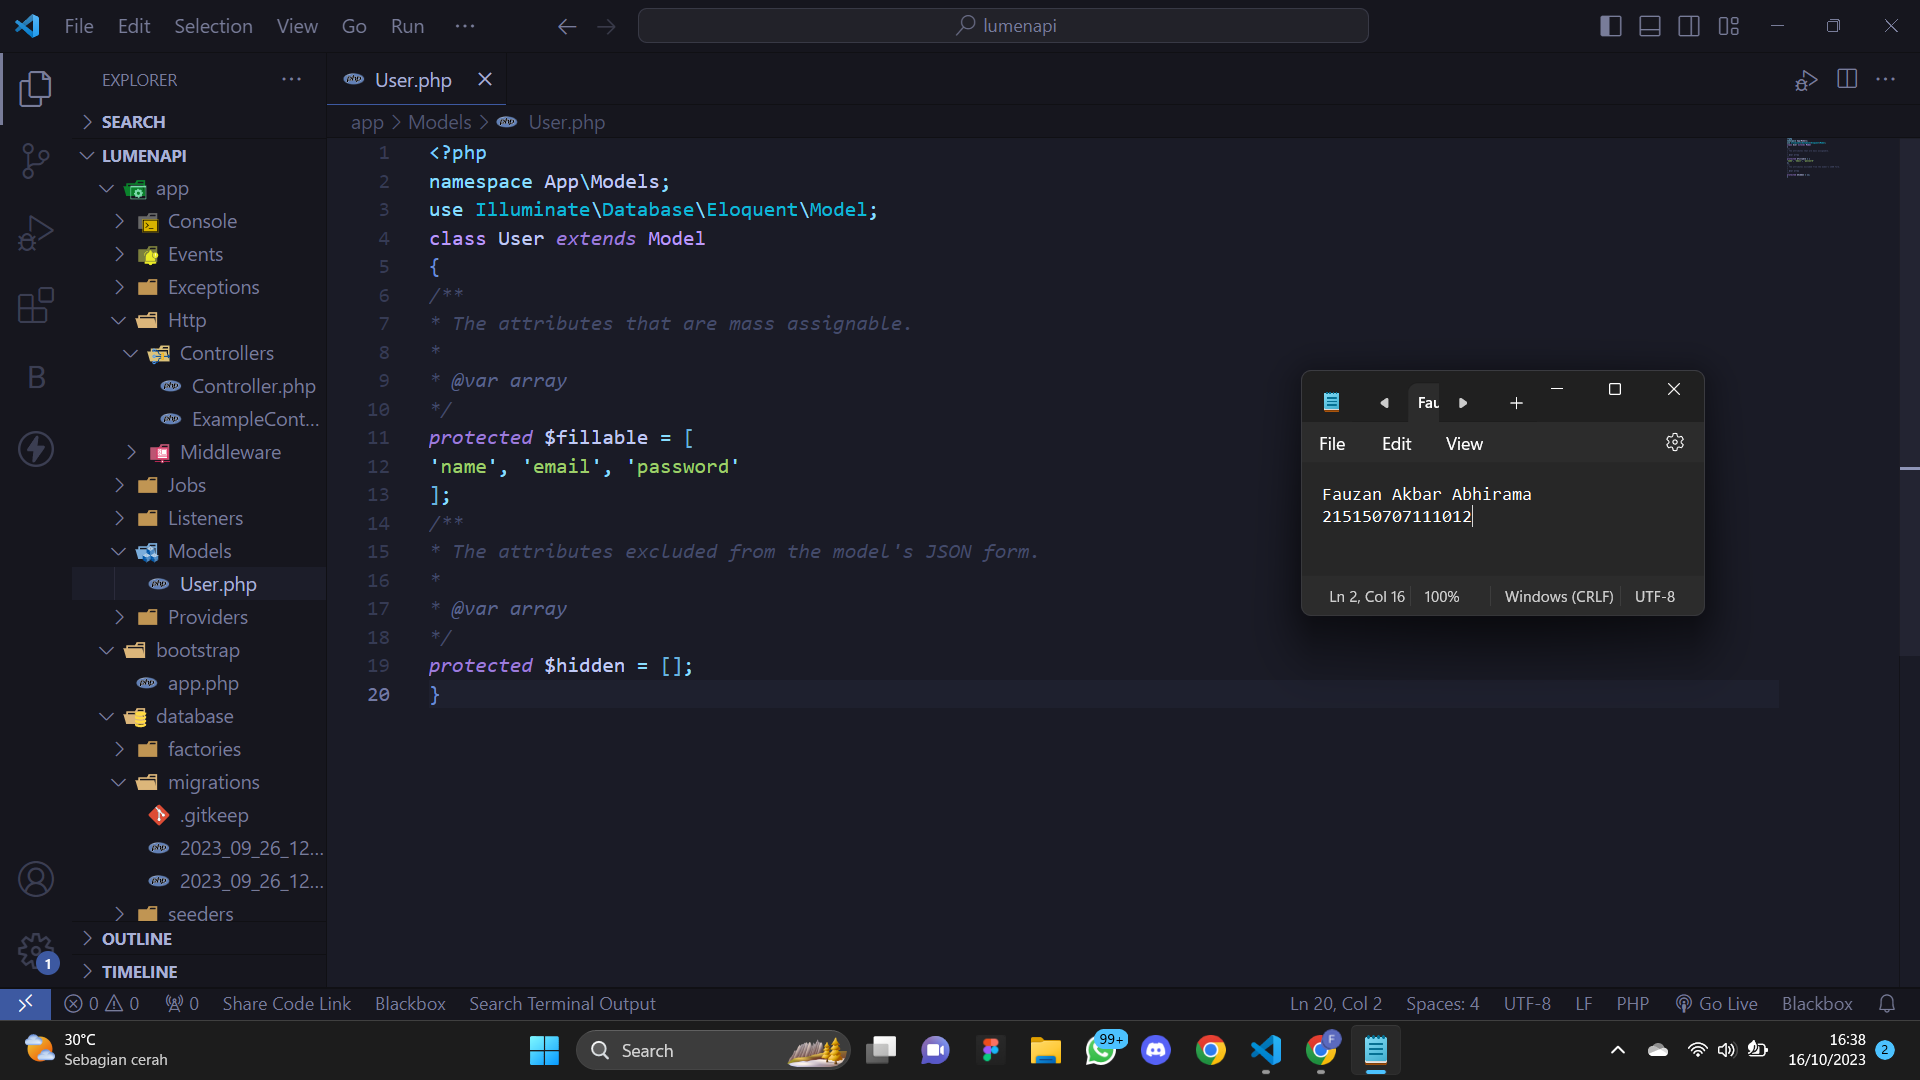 File Edit Selection View Go Run ··· lumenapi
EXPLORER ···
SEARCH
LUMENAPI
app
Console
Events
Exceptions
Http
Controllers
Controller.php
ExampleCont...
Middleware
Jobs
Listeners
Models
User.php
Providers
bootstrap
app.php
database
factories
migrations
.gitkeep
2023_09_26_12...
2023_09_26_12...
seeders
OUTLINE
TIMELINE
B
1
User.php
app > Models > User.php
1 <?php
2 namespace App\Models;
3 use Illuminate\Database\Eloquent\Model;
4 class User extends Model
5 {
6 /**
7 * The attributes that are mass assignable.
8 *
9 * @var array
10 */
11 protected $fillable = [
12 'name', 'email', 'password'
13 ];
14 /**
15 * The attributes excluded from the model's JSON form.
16 *
17 * @var array
18 */
19 protected $hidden = [];
20 }
Fau
File Edit View
Fauzan Akbar Abhirama
215150707111012
Ln 2, Col 16 100% Windows (CRLF) UTF-8
0 0 0 Share Code Link Blackbox Search Terminal Output Ln 20, Col 2 Spaces: 4 UTF-8 LF PHP Go Live Blackbox
30°C
Sebagian cerah
Search
99+
F
16:38
16/10/2023
2